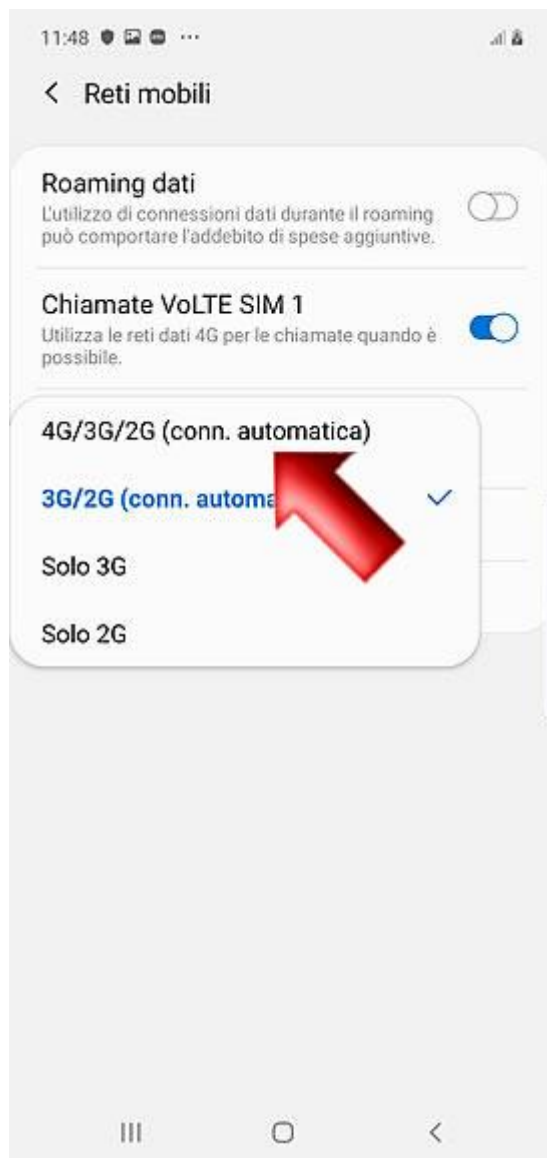 11:48
Reti mobili
Roaming dati
L'utilizzo di connessioni dati durante il roaming
può comportare l'addebito di spese aggiuntive.
Chiamate VoLTE SIM 1
Utilizza le reti dati 4G per le chiamate quando è
possibile.
4G/3G/2G (conn. automatica)
3G/2G (conn.
Solo 3G
Solo 2G